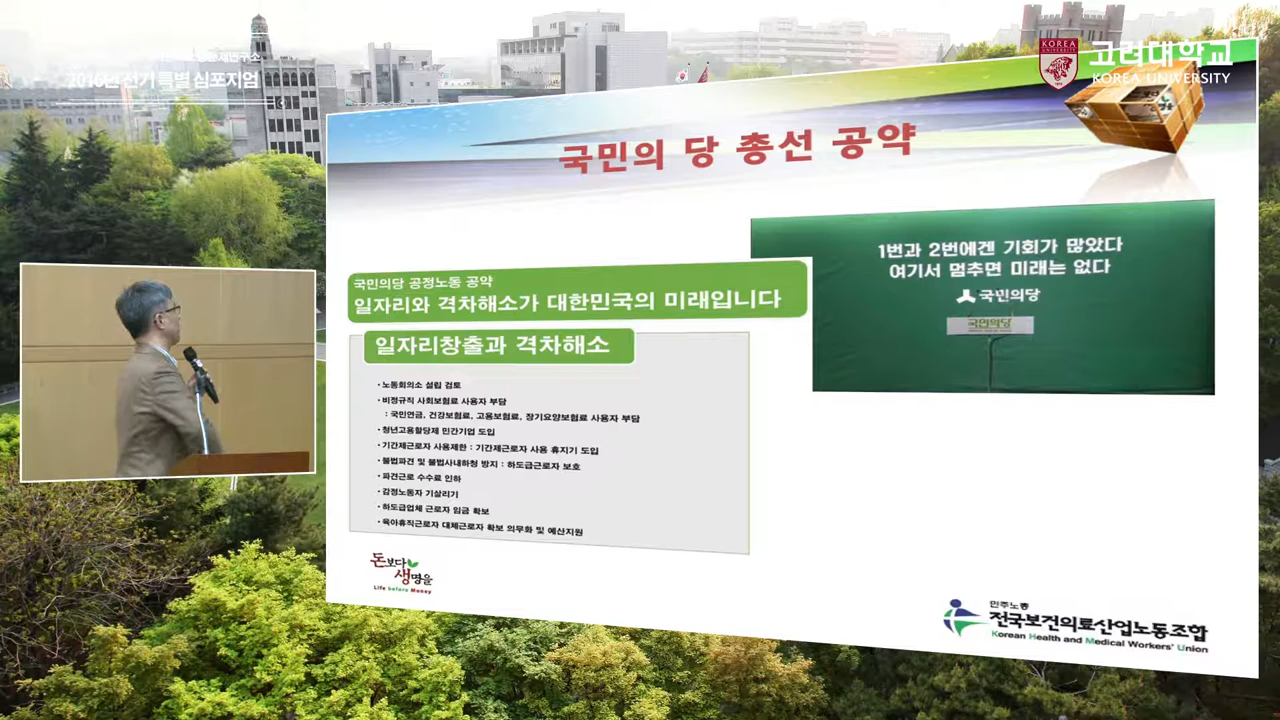 2016년 전기 특별 심포지엄
KOREA
UNIVERSITY
고려대학교
KOREA UNIVERSITY
국민의 당 총선 공약
국민의당 공정노동 공약
일자리와 격차해소가 대한민국의 미래입니다
일자리창출과 격차해소
· 노동회의소 설립 검토
· 비정규직 사회보험료 사용자 부담
: 국민연금, 건강보험료, 고용보험료, 장기요양보험료 사용자 부담
· 청년고용할당제 민간기업 도입
· 기간제근로자 사용제한 : 기간제근로자 사용 휴지기 도입
· 불법파견 및 불법사내하청 방지 : 하도급근로자 보호
· 파견근로 수수료 인하
· 감정노동자 기살리기
· 하도급업체 근로자 임금 확보
· 육아휴직근로자 대체근로자 확보 의무화 및 예산지원
1번과 2번에겐 기회가 많았다
여기서 멈추면 미래는 없다
국민의당
국민의당
돈보다
생명을
Life before Money
민주노총
전국보건의료산업노동조합
Korean Health and Medical Workers' Union